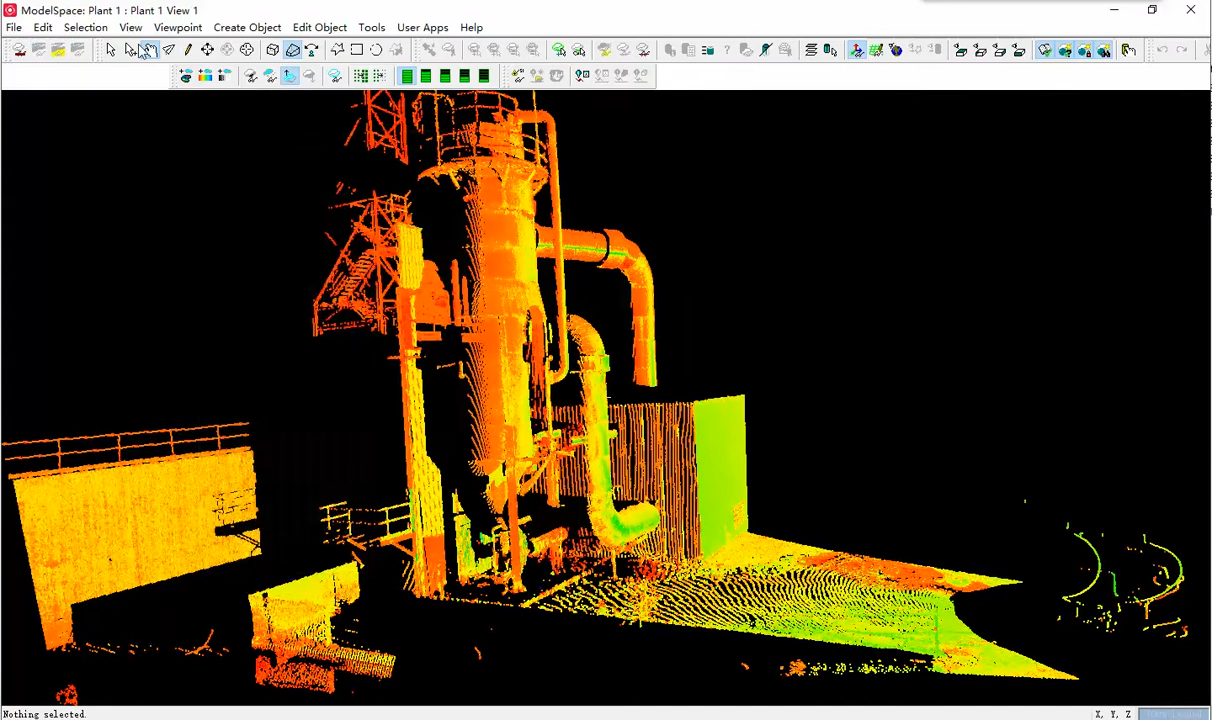 ModelSpace: Plant 1 : Plant 1 View 1
File Edit Selection View Viewpoint Create Object Edit Object Tools User Apps Help
Nothing selected.
X, Y, Z